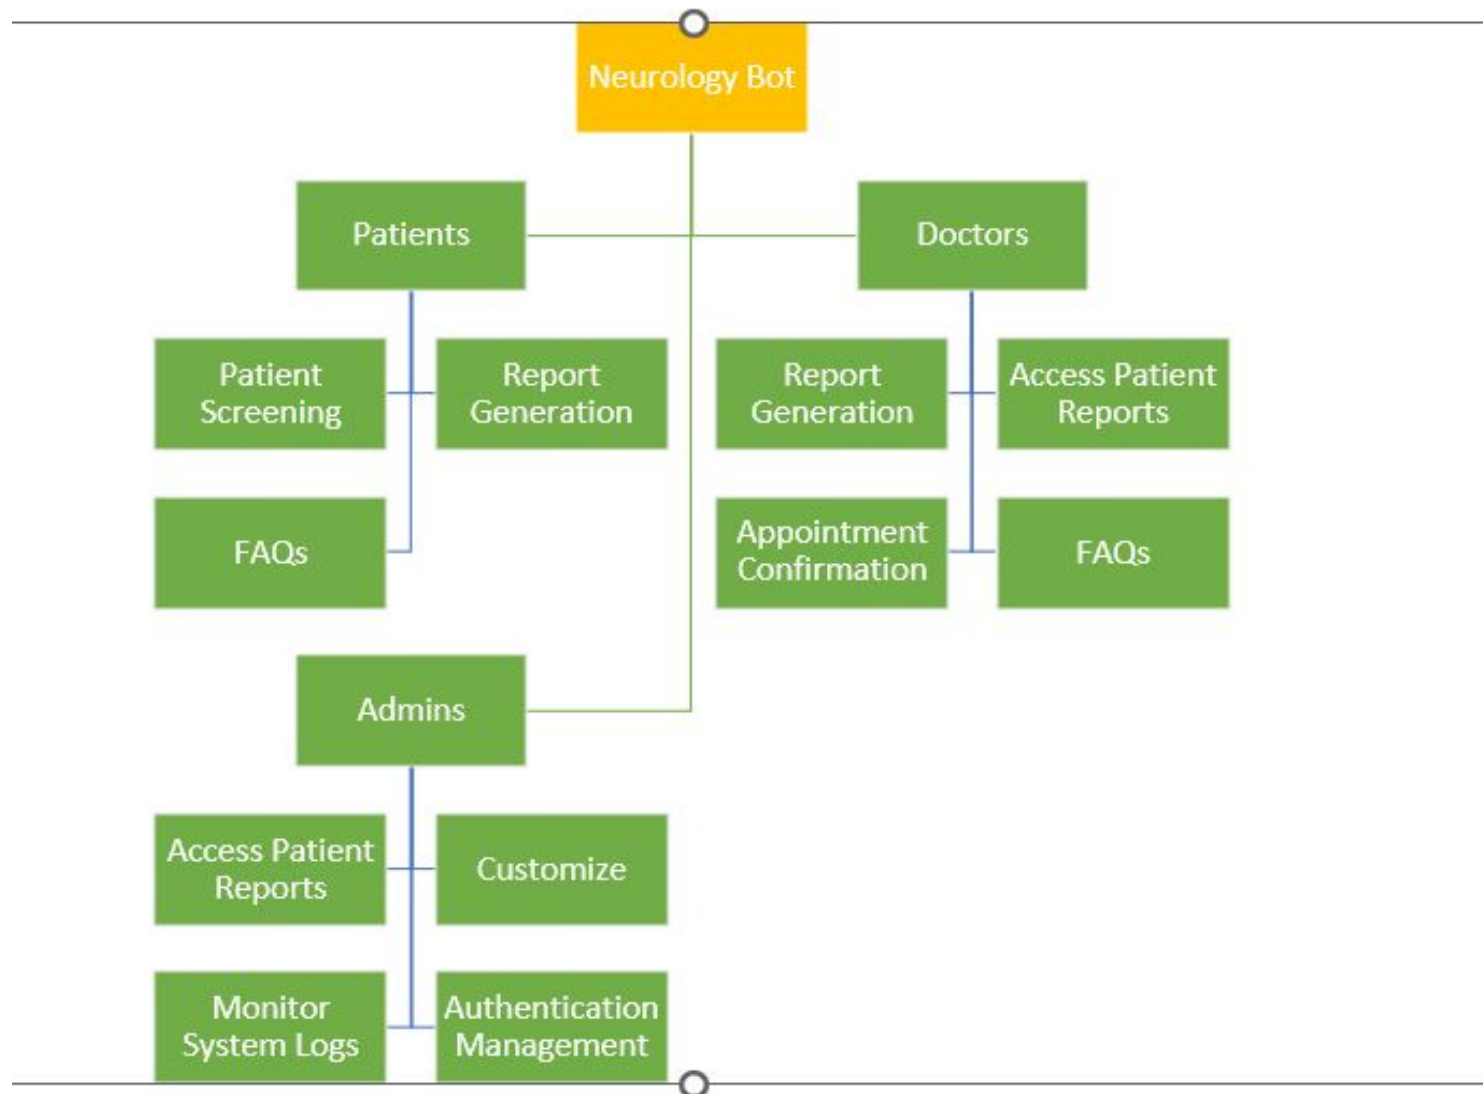 Neurology Bot
Patients
Doctors
Patient
Screening
Report
Generation
Report
Generation
Access Patient
Reports
FAQs
Appointment
Confirmation
FAQs
Admins
Access Patient
Reports
Customize
Monitor
System Logs
Authentication
Management